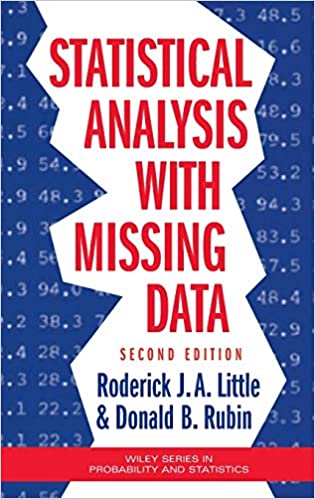 STATISTICAL
ANALYSIS
WITH
MISSING
DATA
SECOND EDITION
Roderick J. A. Little
& Donald B. Rubin
WILEY SERIES IN
PROBABILITY AND STATISTICS